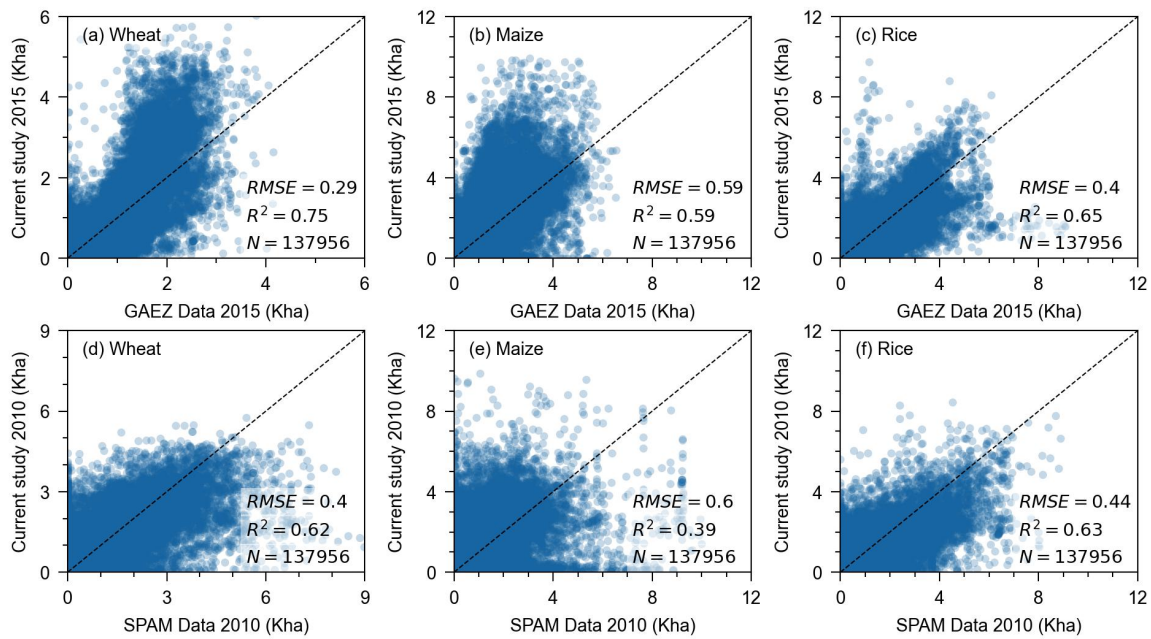 (a) Wheat
Current study 2015 (Kha)
6
4
2
0
RMSE = 0.29
R² = 0.75
N = 137956
0 2 4 6
GAEZ Data 2015 (Kha)
(b) Maize
Current study 2015 (Kha)
12
8
4
0
RMSE = 0.59
R² = 0.59
N = 137956
0 4 8 12
GAEZ Data 2015 (Kha)
(c) Rice
Current study 2015 (Kha)
12
8
4
0
RMSE = 0.4
R² = 0.65
N = 137956
0 4 8 12
GAEZ Data 2015 (Kha)
(d) Wheat
Current study 2010 (Kha)
9
6
3
0
RMSE = 0.4
R² = 0.62
N = 137956
0 3 6 9
SPAM Data 2010 (Kha)
(e) Maize
Current study 2010 (Kha)
12
8
4
0
RMSE = 0.6
R² = 0.39
N = 137956
0 4 8 12
SPAM Data 2010 (Kha)
(f) Rice
Current study 2010 (Kha)
12
8
4
0
RMSE = 0.44
R² = 0.63
N = 137956
0 4 8 12
SPAM Data 2010 (Kha)